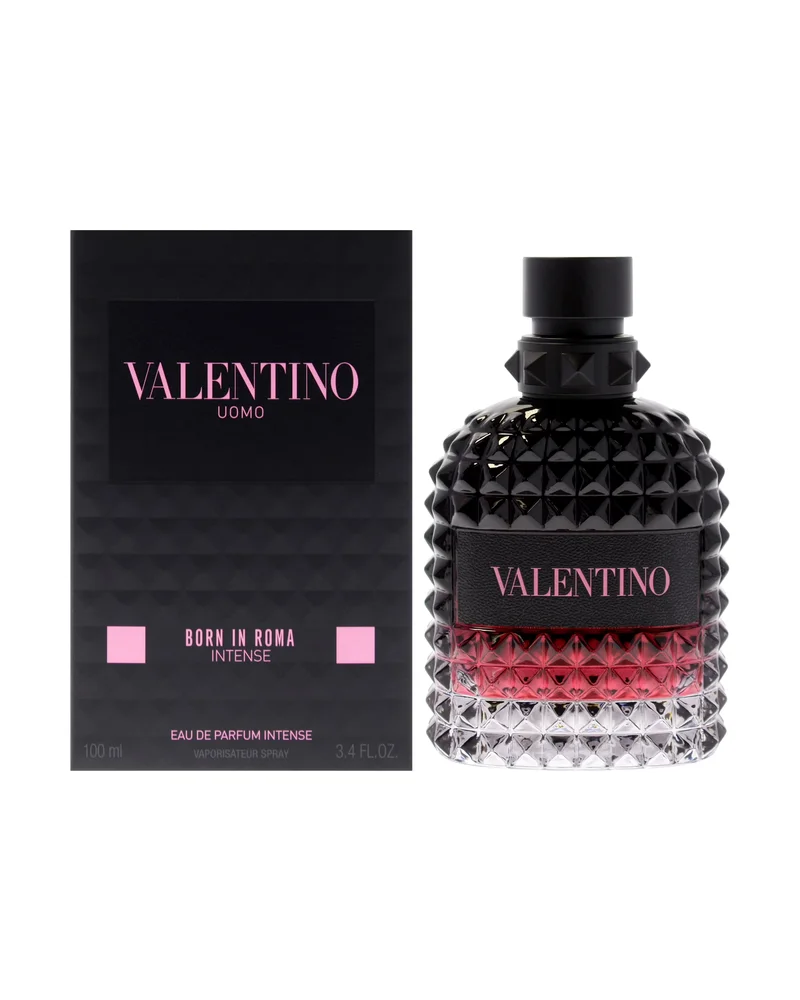 VALENTINO
UOMO
BORN IN ROMA
INTENSE
EAU DE PARFUM INTENSE
100 ml VAPORISATEUR SPRAY 3.4 FL.OZ.
VALENTINO